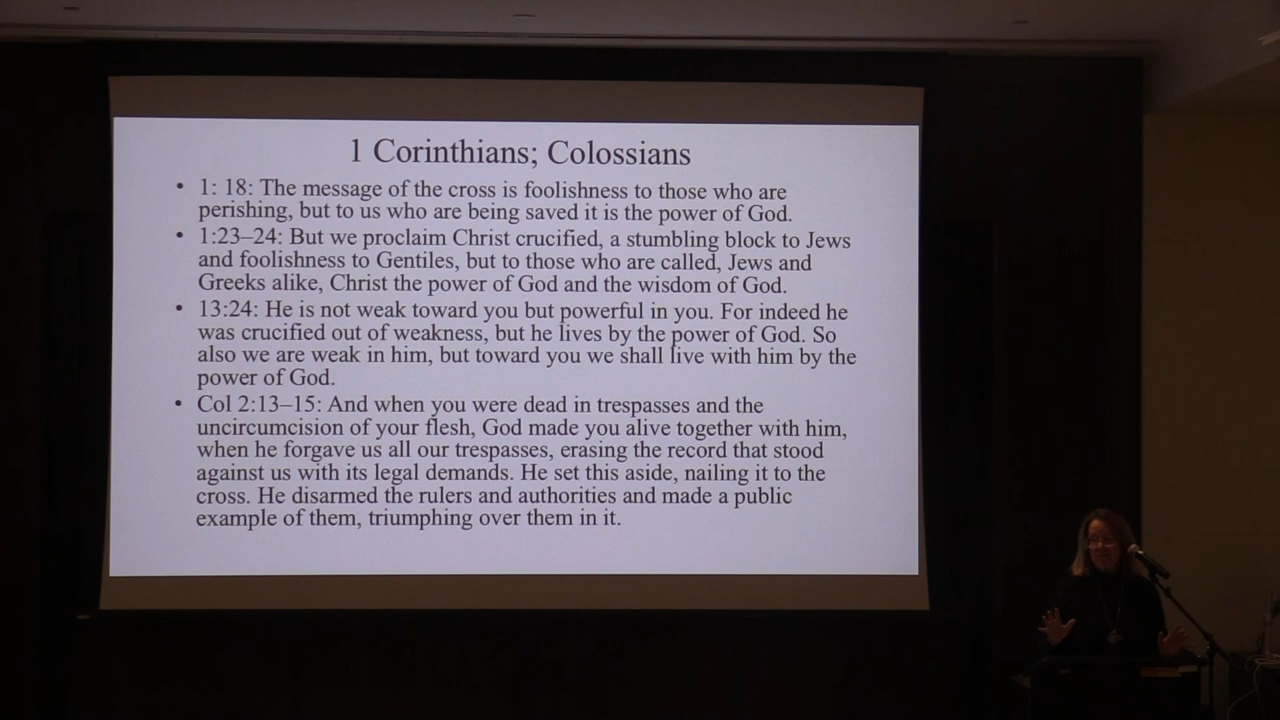 1 Corinthians; Colossians
• 1: 18: The message of the cross is foolishness to those who are
perishing, but to us who are being saved it is the power of God.
• 1:23–24: But we proclaim Christ crucified, a stumbling block to Jews
and foolishness to Gentiles, but to those who are called, Jews and
Greeks alike, Christ the power of God and the wisdom of God.
• 13:24: He is not weak toward you but powerful in you. For indeed he
was crucified out of weakness, but he lives by the power of God. So
also we are weak in him, but toward you we shall live with him by the
power of God.
• Col 2:13–15: And when you were dead in trespasses and the
uncircumcision of your flesh, God made you alive together with him,
when he forgave us all our trespasses, erasing the record that stood
against us with its legal demands. He set this aside, nailing it to the
cross. He disarmed the rulers and authorities and made a public
example of them, triumphing over them in it.